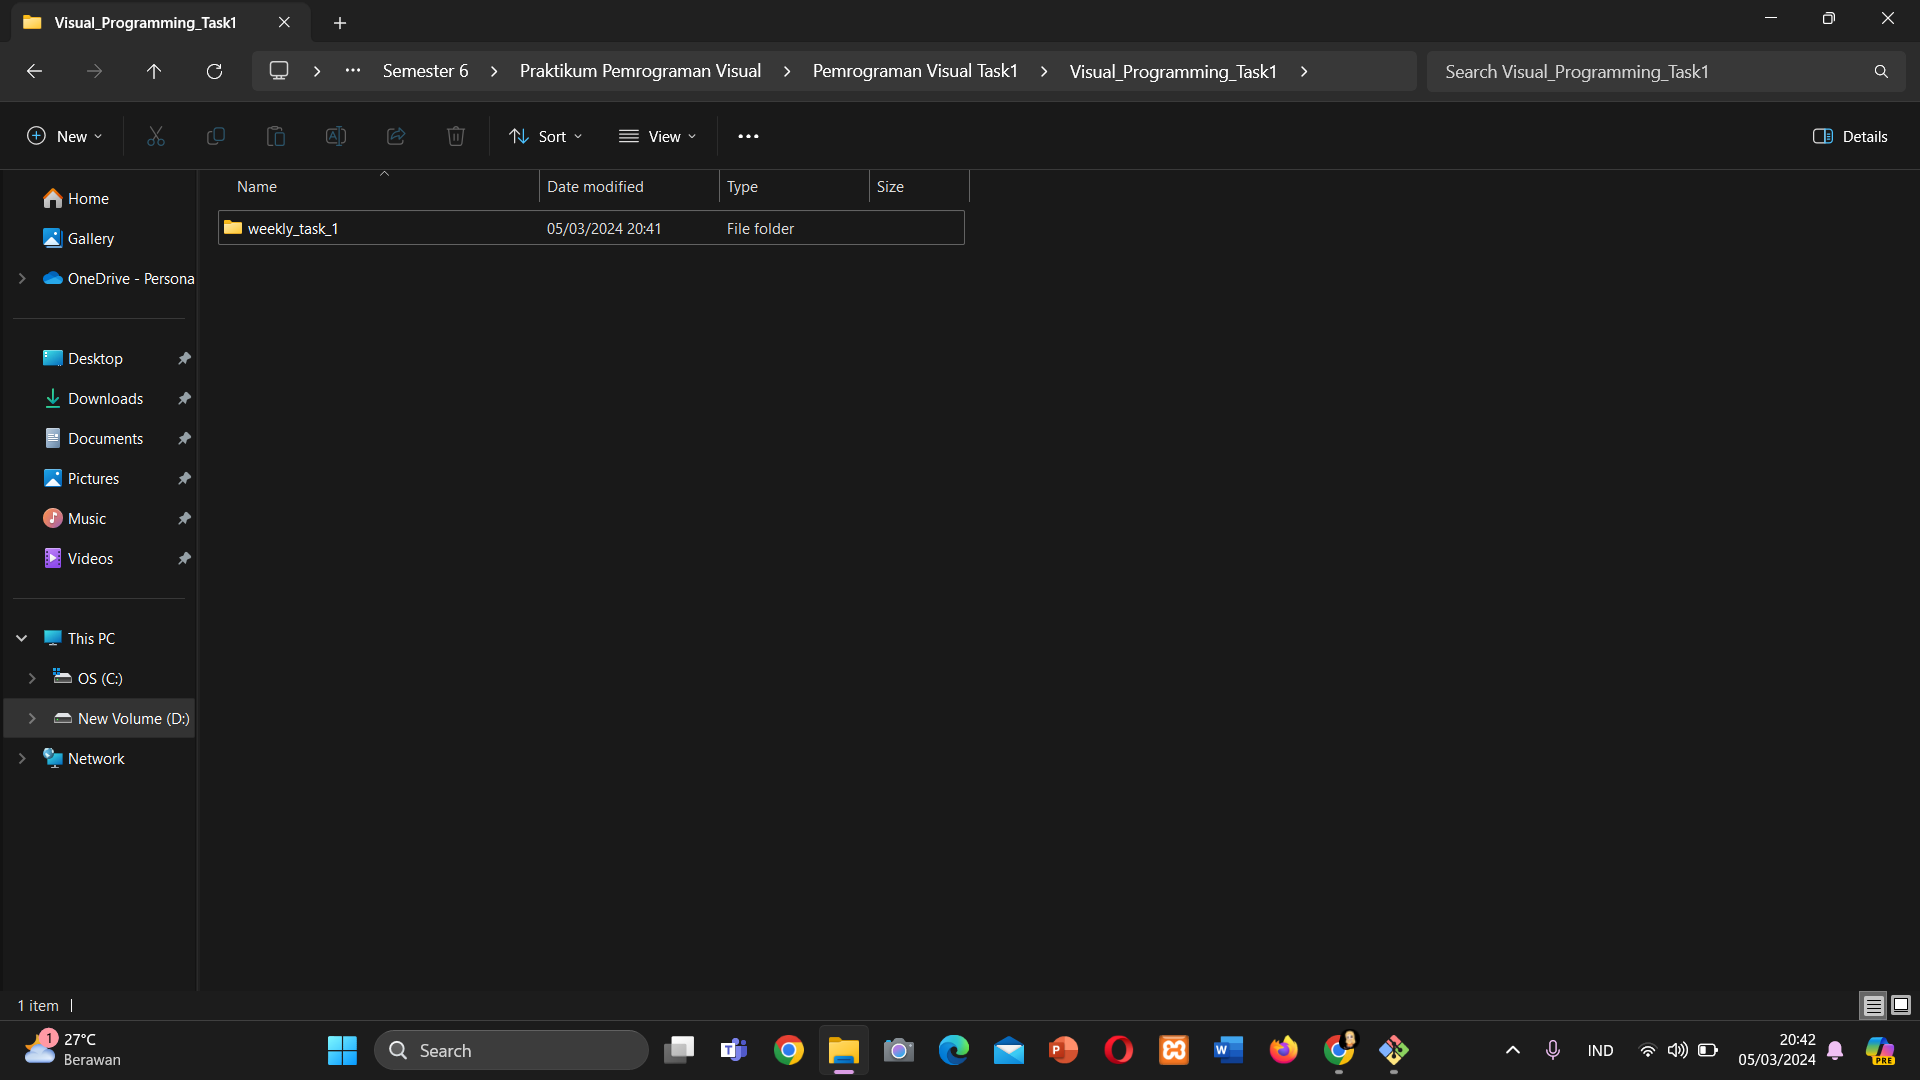 Visual_Programming_Task1
Semester 6 Praktikum Pemrograman Visual Pemrograman Visual Task1 Visual_Programming_Task1
Search Visual_Programming_Task1
New Sort View Details
Name Date modified Type Size
weekly_task_1 05/03/2024 20:41 File folder
Home
Gallery
OneDrive - Persona
Desktop
Downloads
Documents
Pictures
Music
Videos
This PC
OS (C:)
New Volume (D:)
Network
1 item
1
27°C
Berawan
Search
IND
20:42
05/03/2024
PRE